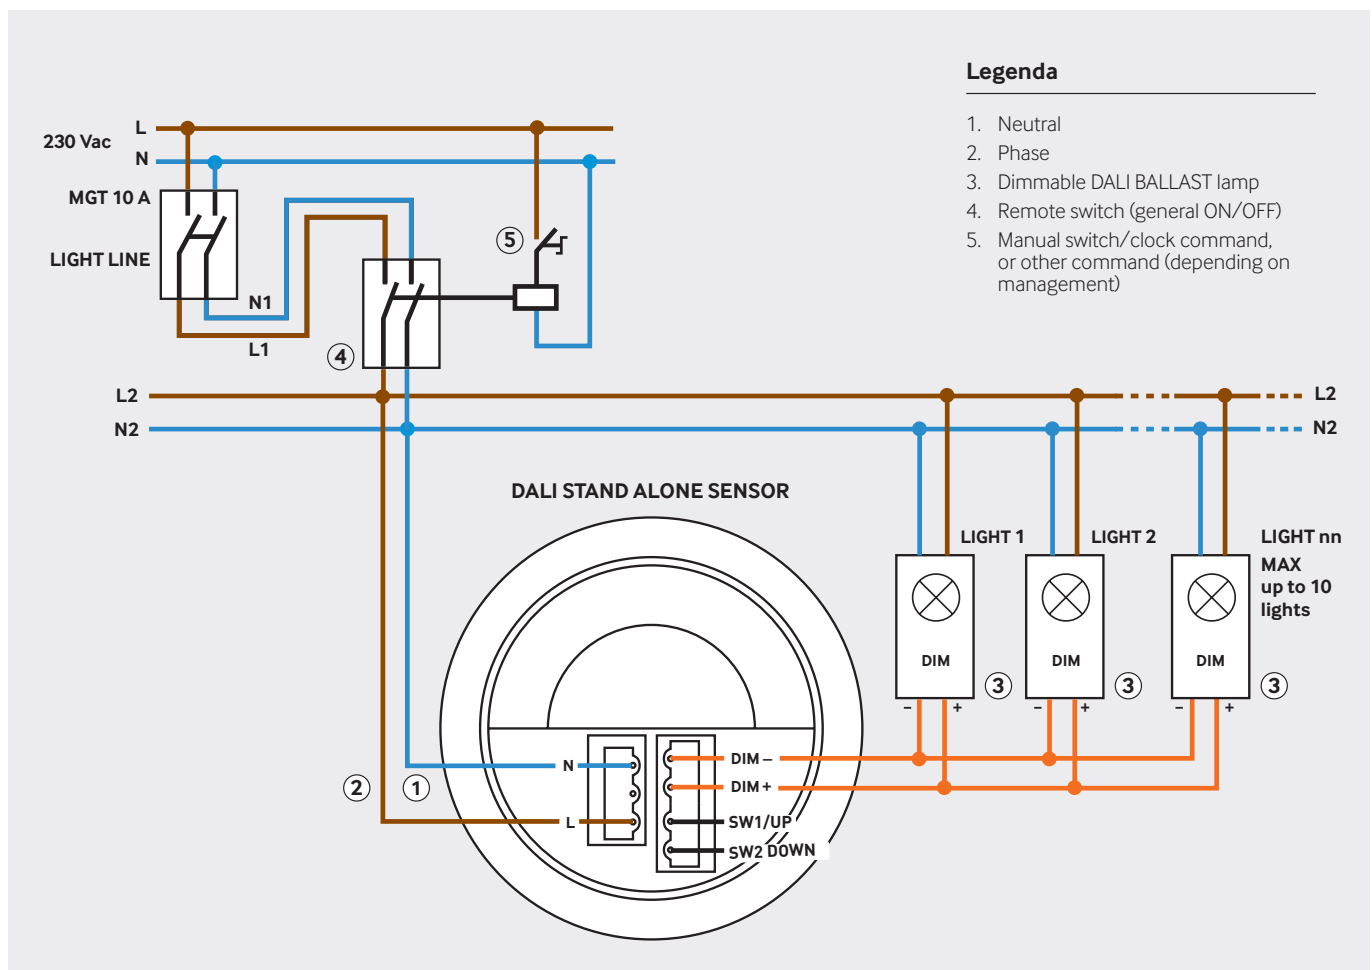 Legenda
1. Neutral
2. Phase
3. Dimmable DALI BALLAST lamp
4. Remote switch (general ON/OFF)
5. Manual switch/clock command,
or other command (depending on
management)
230 Vac
L
N
MGT 10 A
LIGHT LINE
N1
L1
5
4
L2
L2
N2
N2
DALI STAND ALONE SENSOR
LIGHT 1
LIGHT 2
LIGHT nn
MAX
up to 10
lights
DIM
DIM
DIM
3
3
3
– +
– +
– +
2
1
N
L
DIM –
DIM +
SW1/UP
SW2 DOWN